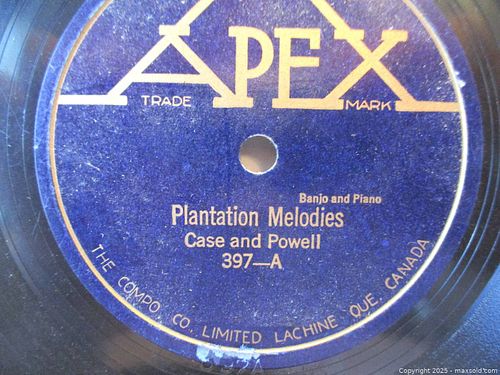 APEX
TRADE MARK
Banjo and Piano
Plantation Melodies
Case and Powell
397—A
THE COMPO. CO. LIMITED LACHINE QUE. CANADA
Copyright 2025 - maxsold.com